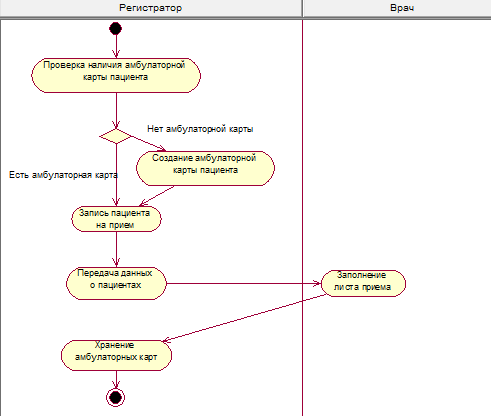 Регистратор
Врач
Проверка наличия амбулаторной
карты пациента
Нет амбулаторной карты
Создание амбулаторной
карты пациента
Есть амбулаторная карта
Запись пациента
на прием
Передача данных
о пациентах
Заполнение
листа приема
Хранение
амбулаторных карт